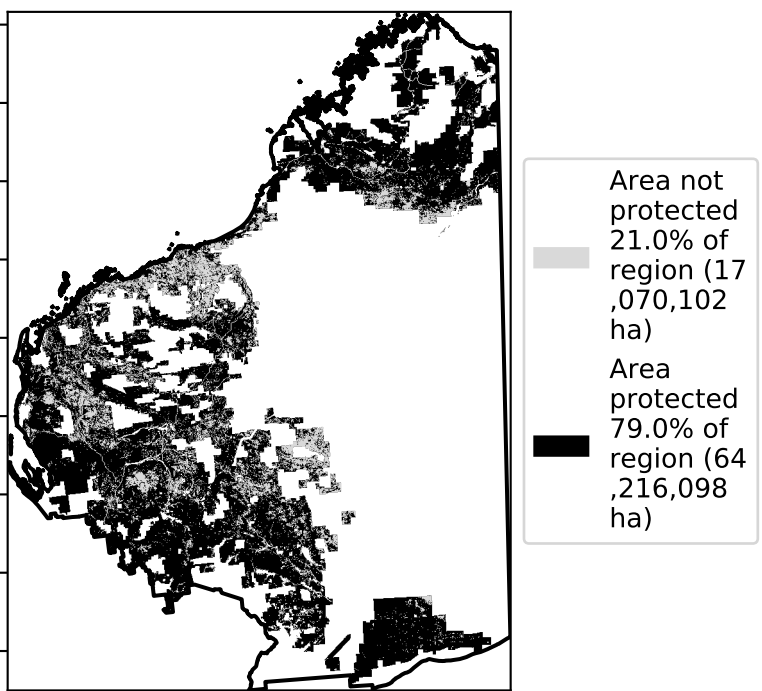 Area not
protected
21.0% of
region (17
,070,102
ha)
Area
protected
79.0% of
region (64
,216,098
ha)